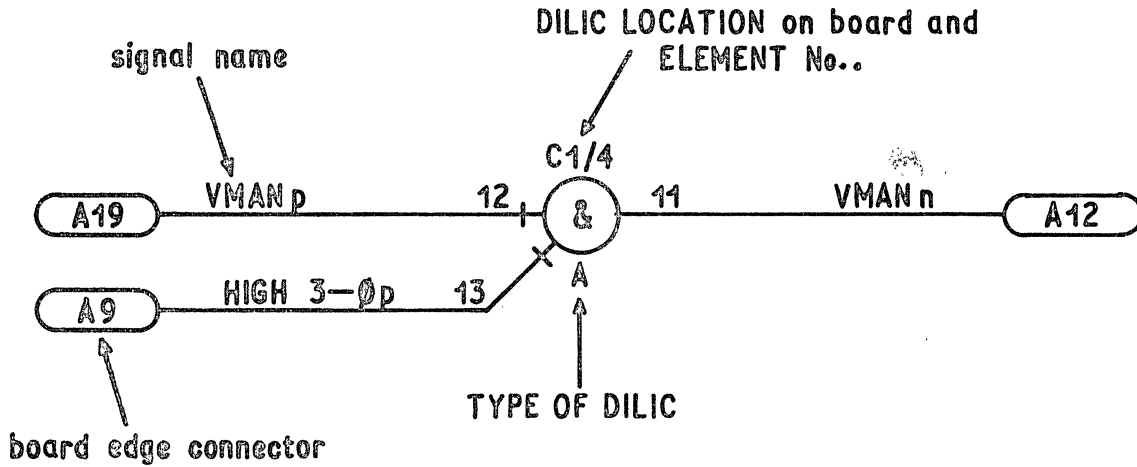 DILIC LOCATION on board and
ELEMENT No..
signal name
C1/4
A19 VMAN p 12 & 11 VMAN n A12
A9 HIGH 3-Øp 13 A
TYPE OF DILIC
board edge connector